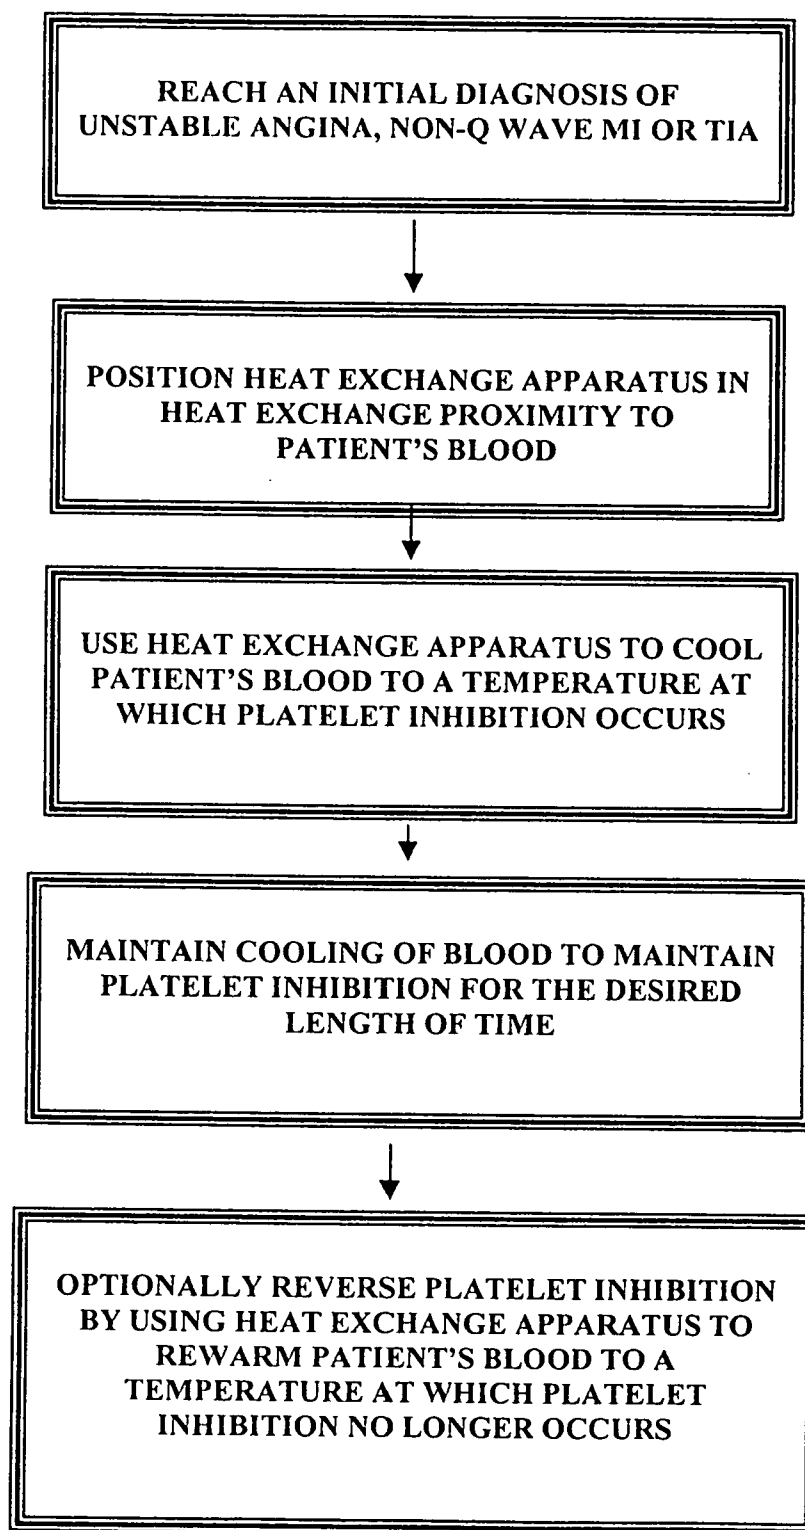 REACH AN INITIAL DIAGNOSIS OF
UNSTABLE ANGINA, NON-Q WAVE MI OR TIA
POSITION HEAT EXCHANGE APPARATUS IN
HEAT EXCHANGE PROXIMITY TO
PATIENT'S BLOOD
USE HEAT EXCHANGE APPARATUS TO COOL
PATIENT'S BLOOD TO A TEMPERATURE AT
WHICH PLATELET INHIBITION OCCURS
MAINTAIN COOLING OF BLOOD TO MAINTAIN
PLATELET INHIBITION FOR THE DESIRED
LENGTH OF TIME
OPTIONALLY REVERSE PLATELET INHIBITION
BY USING HEAT EXCHANGE APPARATUS TO
REWARM PATIENT'S BLOOD TO A
TEMPERATURE AT WHICH PLATELET
INHIBITION NO LONGER OCCURS